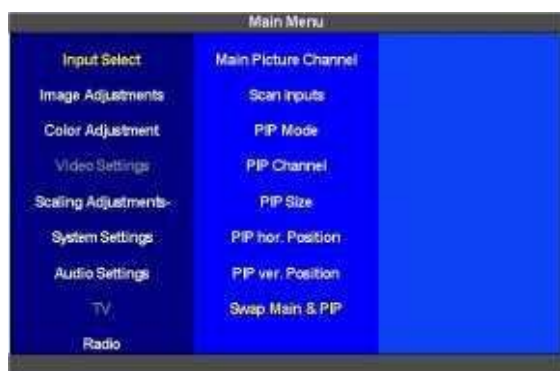 Main Menu
Input Select
Image Adjustments
Color Adjustment
Video Settings
Scaling Adjustments-
System Settings
Audio Settings
TV
Radio
Main Picture Channel
Scan Inputs
PIP Mode
PIP Channel
PIP Size
PIP hor. Position
PIP ver. Position
Swap Main & PIP